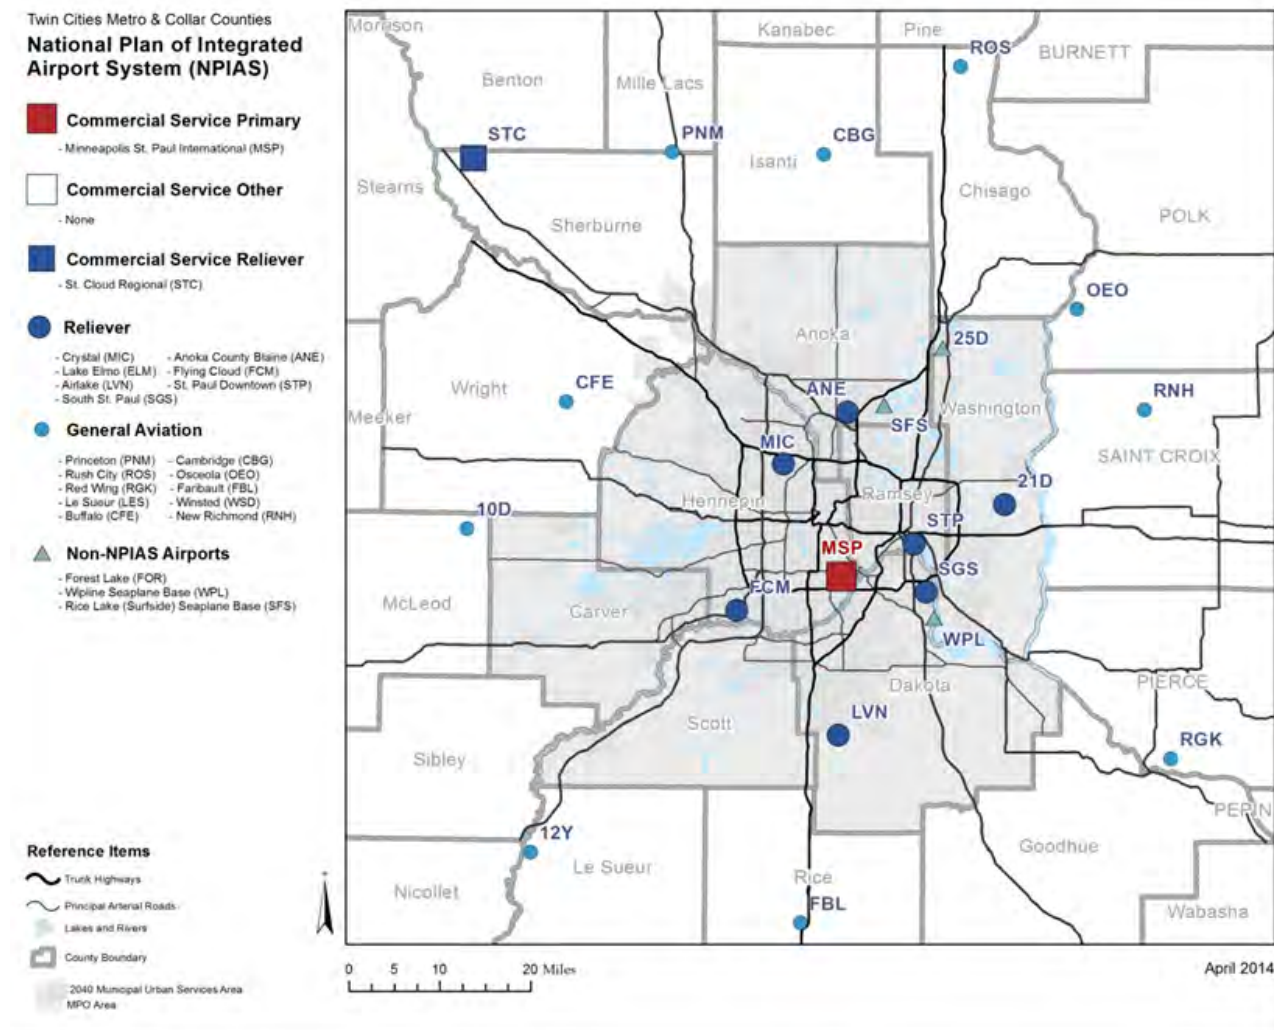 Twin Cities Metro & Collar Counties
National Plan of Integrated
Airport System (NPIAS)
Commercial Service Primary
- Minneapolis St. Paul International (MSP)
Commercial Service Other
- None
Commercial Service Reliever
- St. Cloud Regional (STC)
Reliever
- Crystal (MIC) - Anoka County Blaine (ANE)
- Lake Elmo (ELM) - Flying Cloud (FCM)
- Airlake (LVN) - St. Paul Downtown (STP)
- South St. Paul (SGS)
General Aviation
- Princeton (PNM) - Cambridge (CBG)
- Rush City (ROS) - Osceola (OEO)
- Red Wing (RGK) - Faribault (FBL)
- Le Sueur (LES) - Winsted (WSD)
- Buffalo (CFE) - New Richmond (RNH)
Non-NPIAS Airports
- Forest Lake (FOR)
- Wipline Seaplane Base (WPL)
- Rice Lake (Surfside) Seaplane Base (SFS)
Reference Items
Trunk Highways
Principal Arterial Roads
Lakes and Rivers
County Boundary
2040 Municipal Urban Services Area
MPO Area
Morrison
Kanabec
Pine
ROS
BURNETT
Benton
Mille Lacs
STC
PNM
CBG
Isanti
Stearns
Chisago
POLK
Sherburne
OEO
Anoka
25D
CFE
Wright
ANE
RNH
Meeker
Washington
SFS
MIC
SAINT CROIX
21D
Hennepin
Ramsey
10D
STP
MSP
SGS
FCM
McLeod
Carver
WPL
Dakota
PIERCE
LVN
Scott
RGK
Sibley
PEPIN
12Y
Goodhue
Le Sueur
Rice
Nicollet
FBL
Wabasha
0 5 10 20 Miles
April 2014